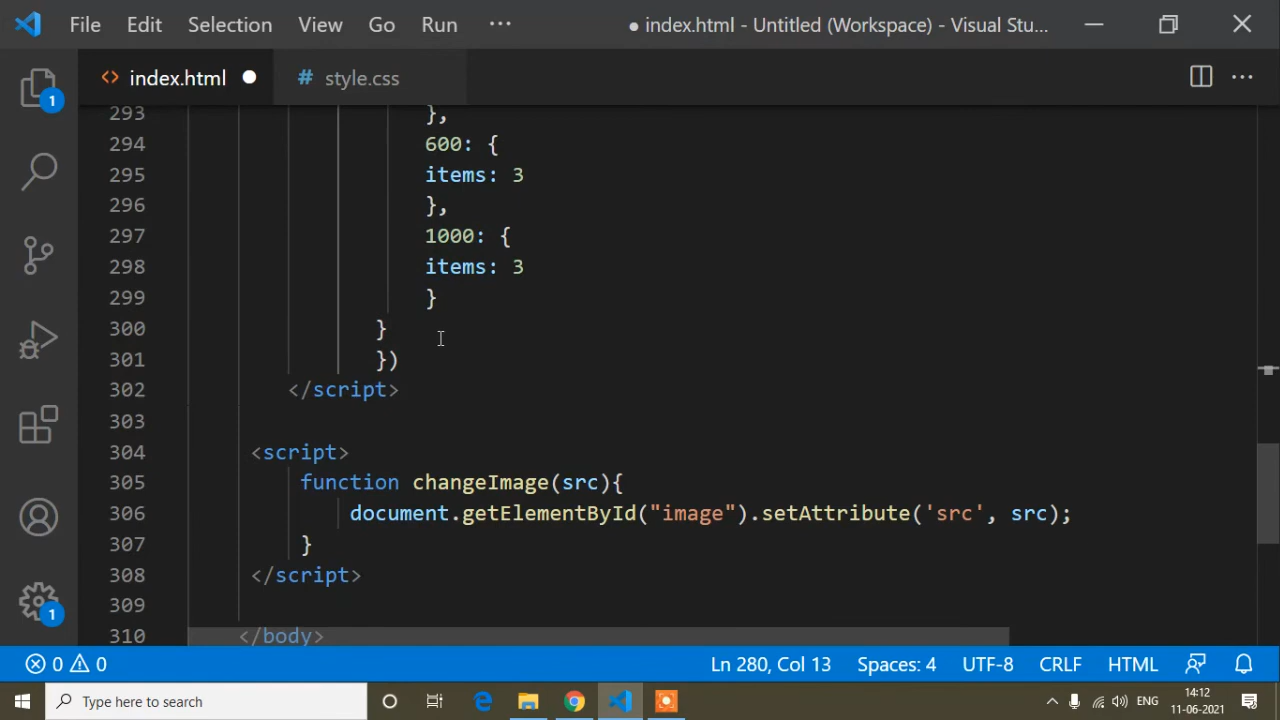 File Edit Selection View Go Run ··· ● index.html - Untitled (Workspace) - Visual Stu...
<> index.html ● # style.css ···
293 },
294 600: {
295 items: 3
296 },
297 1000: {
298 items: 3
299 }
300 }
301 })
302 </script>
303
304 <script>
305 function changeImage(src){
306 document.getElementById("image").setAttribute('src', src);
307 }
308 </script>
309
310 </body>
1
1
0 0 Ln 280, Col 13 Spaces: 4 UTF-8 CRLF HTML
Type here to search ENG 14:12
11-06-2021